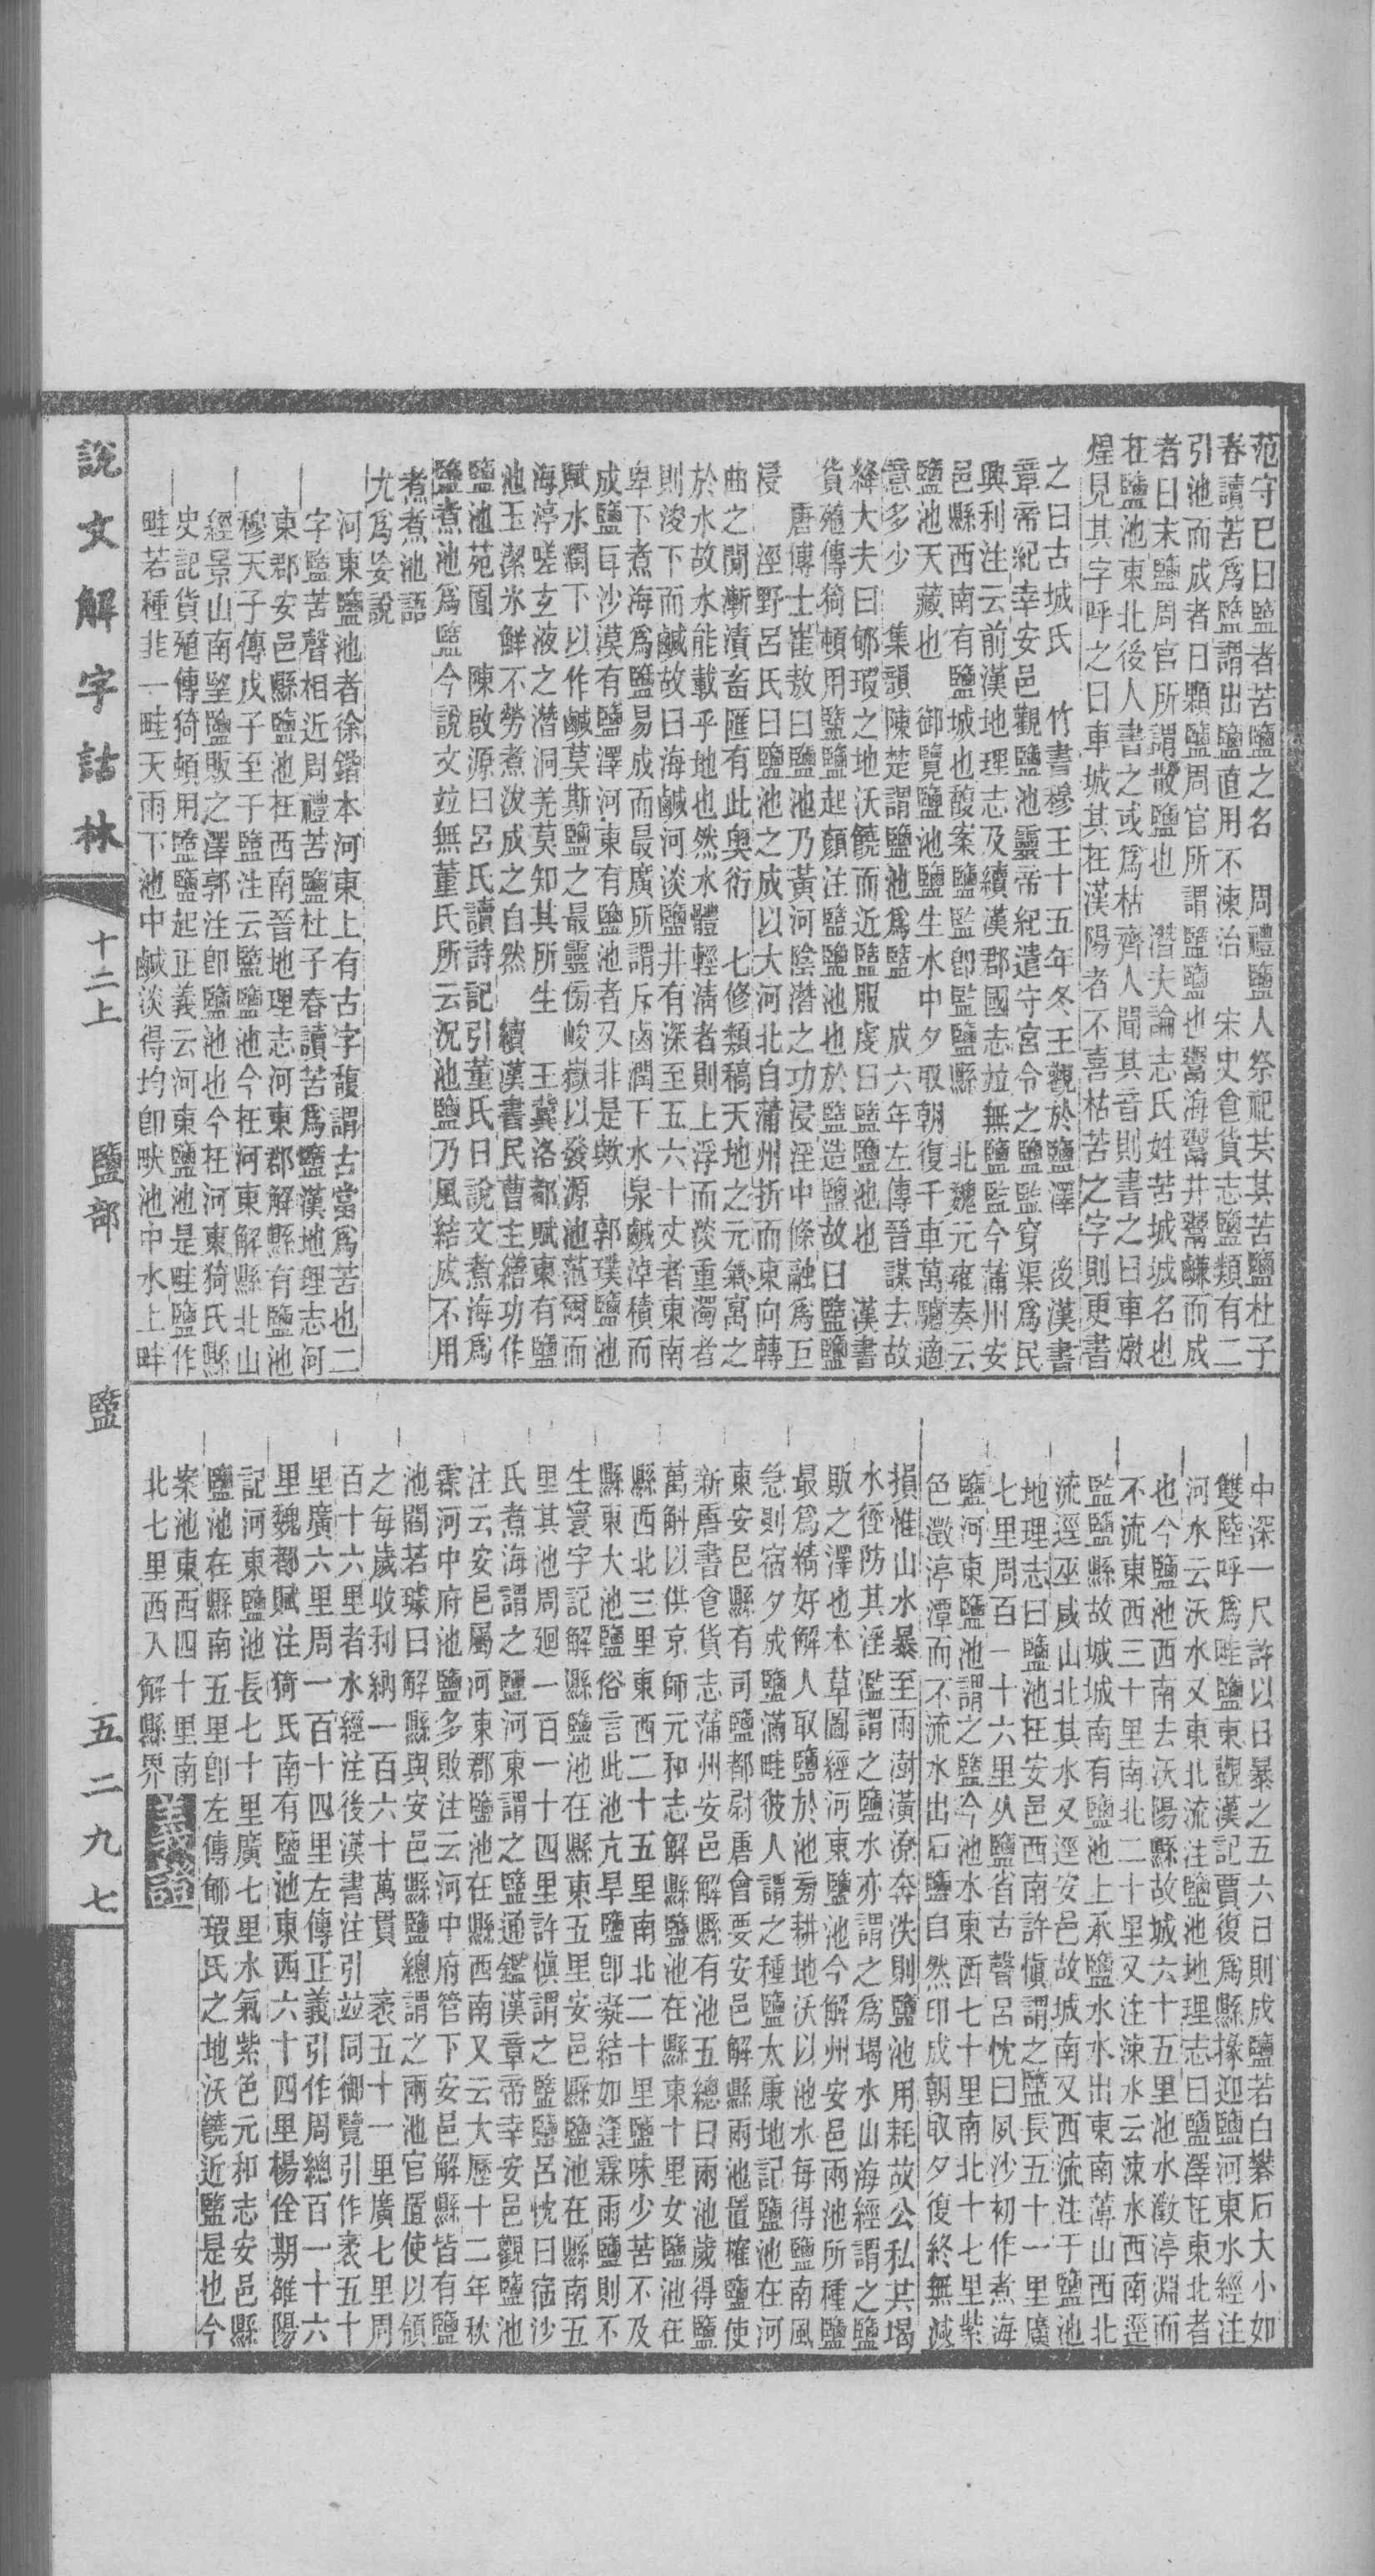 范守巳曰盬者苦鹽之名　周禮鹽人祭祀共其苦鹽杜子
春讀苦爲盬謂出鹽直用不湅治　宋史食貨志鹽類有二
引池而成者曰顆鹽周官所謂盬鹽也鬻海鬻井鬻鹻而成
者曰末鹽周官所謂散鹽也　潛夫論志氏姓苦城城名也
在鹽池東北後人書之或爲枯齊人聞其音則書之曰車燉
煌見其字呼之曰車城其在漢陽者不喜枯苦之字則更書
之曰古城氏　竹書穆王十五年冬王觀於鹽澤　後漢書
章帝紀幸安邑觀鹽池靈帝紀遣守宮令之鹽監穿渠爲民
興利注云前漢地理志及續漢郡國志竝無鹽監今蒲州安
邑縣西南有鹽城也馥案鹽監卽監鹽縣　北魏元雍奏云
鹽池天藏也　御覽鹽池鹽生水中夕取朝復千車萬驢適
意多少　集韻陳楚謂鹽池爲盬　成六年左傳晉謀去故
絳大夫曰郇瑕之地沃饒而近盬服虔曰盬鹽池也　漢書
貨殖傳猗頓用盬鹽起顏注盬鹽池也於盬造鹽故曰盬鹽
　唐傳士崔敖曰鹽池乃黃河陰潛之功浸淫中條融爲巨
浸　涇野呂氏曰鹽池之成以大河北自蒲州折而東向轉
曲之閒漸漬畜匯有此奧衍　七修類稿天地之元氣寓之
於水故水能載乎地也然水體輕淸者則上浮而淡重濁者
則浚下而鹹故曰海鹹河淡鹽井有深至五六十丈者東南
卑下煮海爲鹽易成而最廣所謂斥鹵潤下水泉鹹淖積而
成鹽耳沙漠有鹽澤河東有鹽池者又非是歟　郭璞鹽池
賦水潤下以作鹹莫斯鹽之最靈傍峻嶽以發源池茫爾而
海渟嗟玄液之潛洞羌莫知其所生　王冀洛都賦東有鹽
池玉潔冰鮮不勞煮沷成之自然　續漢書民曹主繕功作
鹽池苑囿　陳啟源曰呂氏讀詩記引董氏曰說文煮海爲
鹽煮池爲盬今說文竝無董氏所云況池鹽乃風結成不用
煮煮池語
尢爲妄說
河東鹽池者徐鍇本河東上有古字馥謂古當爲苦也二
字盬苦聲相近周禮苦鹽杜子春讀苦爲盬漢地理志河
東郡安邑縣鹽池在西南晉地理志河東郡解縣有鹽池
穆天子傳戊子至于盬注云盬鹽池今在河東解縣北山
經景山南望鹽販之澤郭注卽鹽池也今在河東猗氏縣
史記貨殖傳猗頓用盬鹽起正義云河東鹽池是畦鹽作
畦若種韭一畦天雨下池中鹹淡得均卽畎池中水上畔
中深一尺許以日暴之五六日則成鹽若白礬石大小如
雙陸呼爲畦鹽東觀漢記賈復爲縣掾迎鹽河東水經注
河水云沃水又東北流注鹽池地理志曰鹽澤在東北者
也今鹽池西南去沃陽縣故城六十五里池水澂渟淵而
不流東西三十里南北二十里又注涑水云涑水西南逕
監鹽縣故城城南有鹽池上承鹽水水出東南薄山西北
流逕巫咸山北其水又逕安邑故城南又西流注于鹽池
地理志曰鹽池在安邑西南許愼謂之盬長五十一里廣
七里周百一十六里从鹽省古聲呂忱曰夙沙初作煮海
鹽河東鹽池謂之盬今池水東西七十里南北十七里紫
色澂渟潭而不流水出石鹽自然印成朝取夕復終無減
損惟山水暴至雨澍潢潦奔泆則鹽池用耗故公私其堨
水徑防其淫濫謂之鹽水亦謂之爲堨水山海經謂之鹽
販之澤也本草圖經河東鹽池今解州安邑兩池所種鹽
最爲精好解人取鹽於池旁耕地沃以池水每得鹽南風
急則宿夕成鹽滿畦彼人謂之種鹽太康地記鹽池在河
東安邑縣有司鹽都尉唐會要安邑解縣兩池置榷鹽使
新唐書食貨志蒲州安邑解縣有池五總曰兩池歲得鹽
萬斛以供京師元和志解縣鹽池在縣東十里女鹽池在
縣西北三里東西二十五里南北二十里鹽味少苦不及
縣東大池鹽俗言此池亢旱鹽卽凝結如逢霖雨鹽則不
生寰宇記解縣鹽池在縣東五里安邑縣鹽池在縣南五
里其池周廻一百一十四里許愼謂之盬鹽呂忱曰宿沙
氏煮海謂之鹽河東謂之盬通鑑漢章帝幸安邑觀鹽池
注云安邑屬河東郡鹽池在縣西南又云大歷十二年秋
霖河中府池鹽多敗注云河中府管下安邑解縣皆有鹽
池閻若璩曰解縣與安邑縣鹽總謂之兩池官置使以領
之每歲收利納一百六十萬貫　袤五十一里廣七里周
百十六里者水經注後漢書注引竝同御覽引作袤五十
里廣六里周一百十四里左傳正義引作周總百一十六
里魏都賦注猗氏南有鹽池東西六十四里楊佺期雒陽
記河東鹽池長七十里廣七里水氣紫色元和志安邑縣
鹽池在縣南五里卽左傳郇瑕氏之地沃饒近盬是也今
案池東西四十里南
北七里西入解縣界
說文解字詁林
十二上
鹽部
盬
五二九七